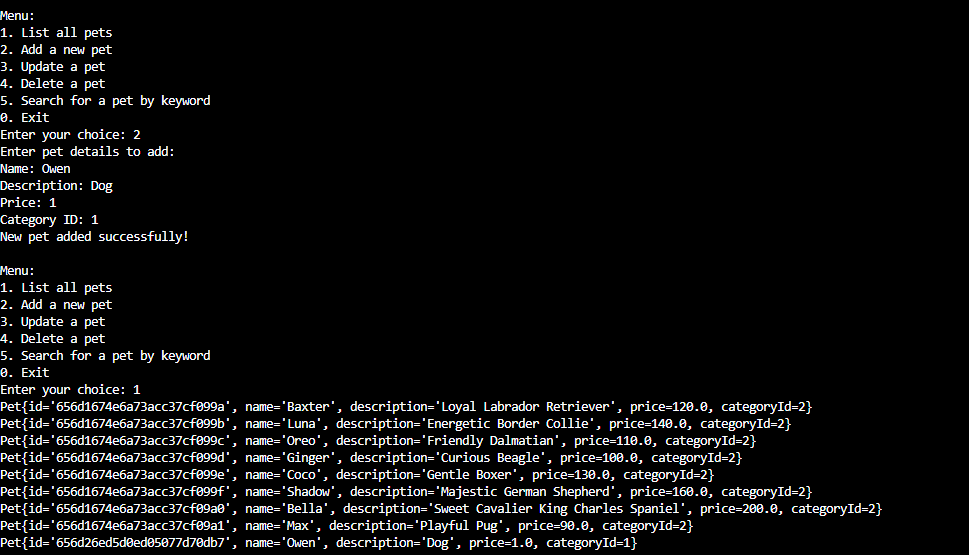 Menu:
1. List all pets
2. Add a new pet
3. Update a pet
4. Delete a pet
5. Search for a pet by keyword
0. Exit
Enter your choice: 2
Enter pet details to add:
Name: Owen
Description: Dog
Price: 1
Category ID: 1
New pet added successfully!
Menu:
1. List all pets
2. Add a new pet
3. Update a pet
4. Delete a pet
5. Search for a pet by keyword
0. Exit
Enter your choice: 1
Pet{id='656d1674e6a73acc37cf099a', name='Baxter', description='Loyal Labrador Retriever', price=120.0, categoryId=2}
Pet{id='656d1674e6a73acc37cf099b', name='Luna', description='Energetic Border Collie', price=140.0, categoryId=2}
Pet{id='656d1674e6a73acc37cf099c', name='Oreo', description='Friendly Dalmatian', price=110.0, categoryId=2}
Pet{id='656d1674e6a73acc37cf099d', name='Ginger', description='Curious Beagle', price=100.0, categoryId=2}
Pet{id='656d1674e6a73acc37cf099e', name='Coco', description='Gentle Boxer', price=130.0, categoryId=2}
Pet{id='656d1674e6a73acc37cf099f', name='Shadow', description='Majestic German Shepherd', price=160.0, categoryId=2}
Pet{id='656d1674e6a73acc37cf09a0', name='Bella', description='Sweet Cavalier King Charles Spaniel', price=200.0, categoryId=2}
Pet{id='656d1674e6a73acc37cf09a1', name='Max', description='Playful Pug', price=90.0, categoryId=2}
Pet{id='656d26ed5d0ed05077d70db7', name='Owen', description='Dog', price=1.0, categoryId=1}